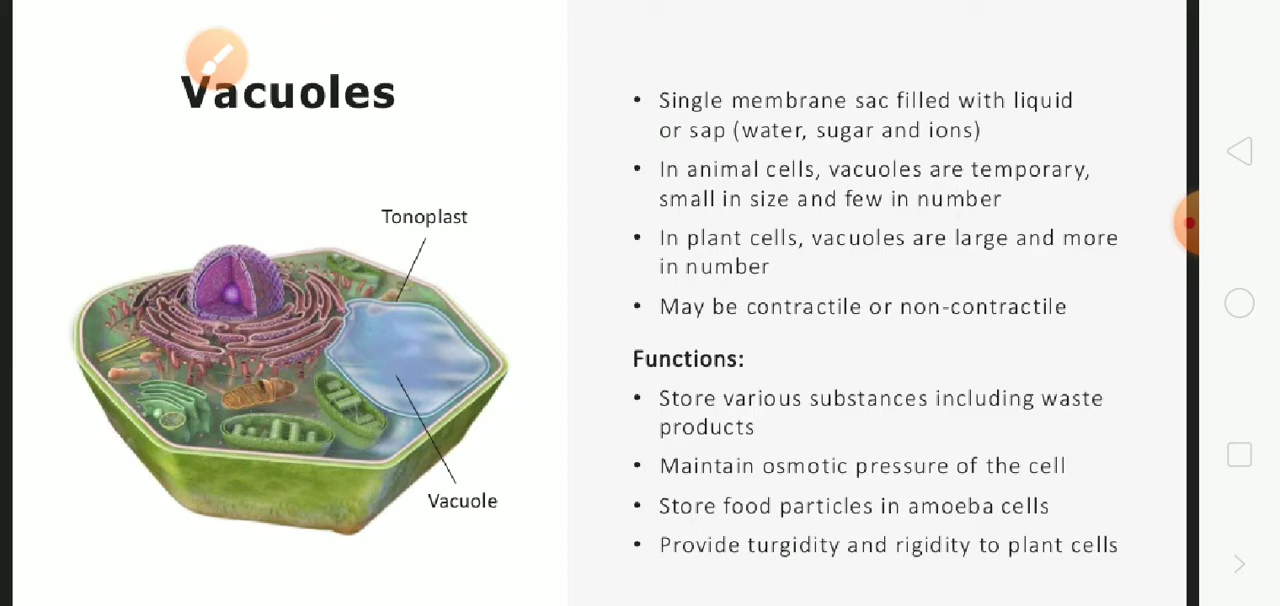 Vacuoles
Tonoplast
Vacuole
• Single membrane sac filled with liquid
or sap (water, sugar and ions)
• In animal cells, vacuoles are temporary,
small in size and few in number
• In plant cells, vacuoles are large and more
in number
• May be contractile or non-contractile
Functions:
• Store various substances including waste
products
• Maintain osmotic pressure of the cell
• Store food particles in amoeba cells
• Provide turgidity and rigidity to plant cells